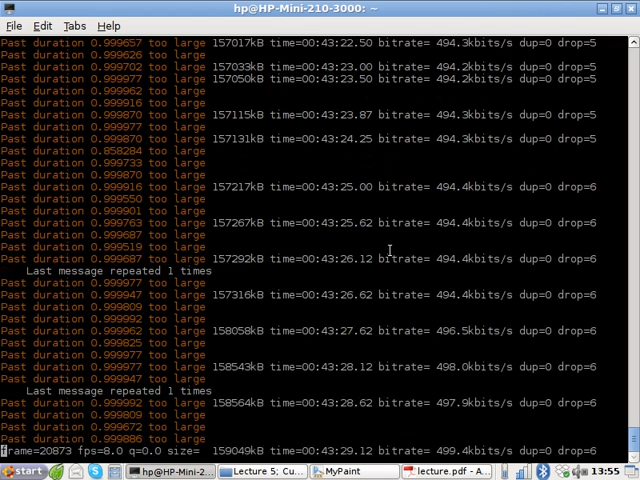 hp@HP-Mini-210-3000: ~
File Edit Tabs Help
Past duration 0.999657 too large 157017kB time=00:43:22.50 bitrate= 494.3kbits/s dup=0 drop=5
Past duration 0.999626 too large
Past duration 0.999702 too large 157033kB time=00:43:23.00 bitrate= 494.2kbits/s dup=0 drop=5
Past duration 0.999977 too large 157050kB time=00:43:23.50 bitrate= 494.2kbits/s dup=0 drop=5
Past duration 0.999962 too large
Past duration 0.999916 too large
Past duration 0.999870 too large 157115kB time=00:43:23.87 bitrate= 494.3kbits/s dup=0 drop=5
Past duration 0.999977 too large
Past duration 0.999870 too large 157131kB time=00:43:24.25 bitrate= 494.3kbits/s dup=0 drop=5
Past duration 0.858284 too large
Past duration 0.999733 too large
Past duration 0.999870 too large
Past duration 0.999916 too large 157217kB time=00:43:25.00 bitrate= 494.4kbits/s dup=0 drop=6
Past duration 0.999550 too large
Past duration 0.999901 too large
Past duration 0.999763 too large 157267kB time=00:43:25.62 bitrate= 494.4kbits/s dup=0 drop=6
Past duration 0.999687 too large
Past duration 0.999519 too large
Past duration 0.999687 too large 157292kB time=00:43:26.12 bitrate= 494.4kbits/s dup=0 drop=6
Last message repeated 1 times
Past duration 0.999977 too large
Past duration 0.999947 too large 157316kB time=00:43:26.62 bitrate= 494.4kbits/s dup=0 drop=6
Past duration 0.999809 too large
Past duration 0.999992 too large
Past duration 0.999962 too large 158058kB time=00:43:27.62 bitrate= 496.5kbits/s dup=0 drop=6
Past duration 0.999825 too large
Past duration 0.999977 too large
Past duration 0.999977 too large 158543kB time=00:43:28.12 bitrate= 498.0kbits/s dup=0 drop=6
Past duration 0.999947 too large
Last message repeated 1 times
Past duration 0.999992 too large 158564kB time=00:43:28.62 bitrate= 497.9kbits/s dup=0 drop=6
Past duration 0.999809 too large
Past duration 0.999672 too large
Past duration 0.999886 too large
frame=20873 fps=8.0 q=0.0 size= 159049kB time=00:43:29.12 bitrate= 499.4kbits/s dup=0 drop=6
start hp@HP-Mini-2... Lecture 5; Cu... MyPaint lecture.pdf - A... 13:55